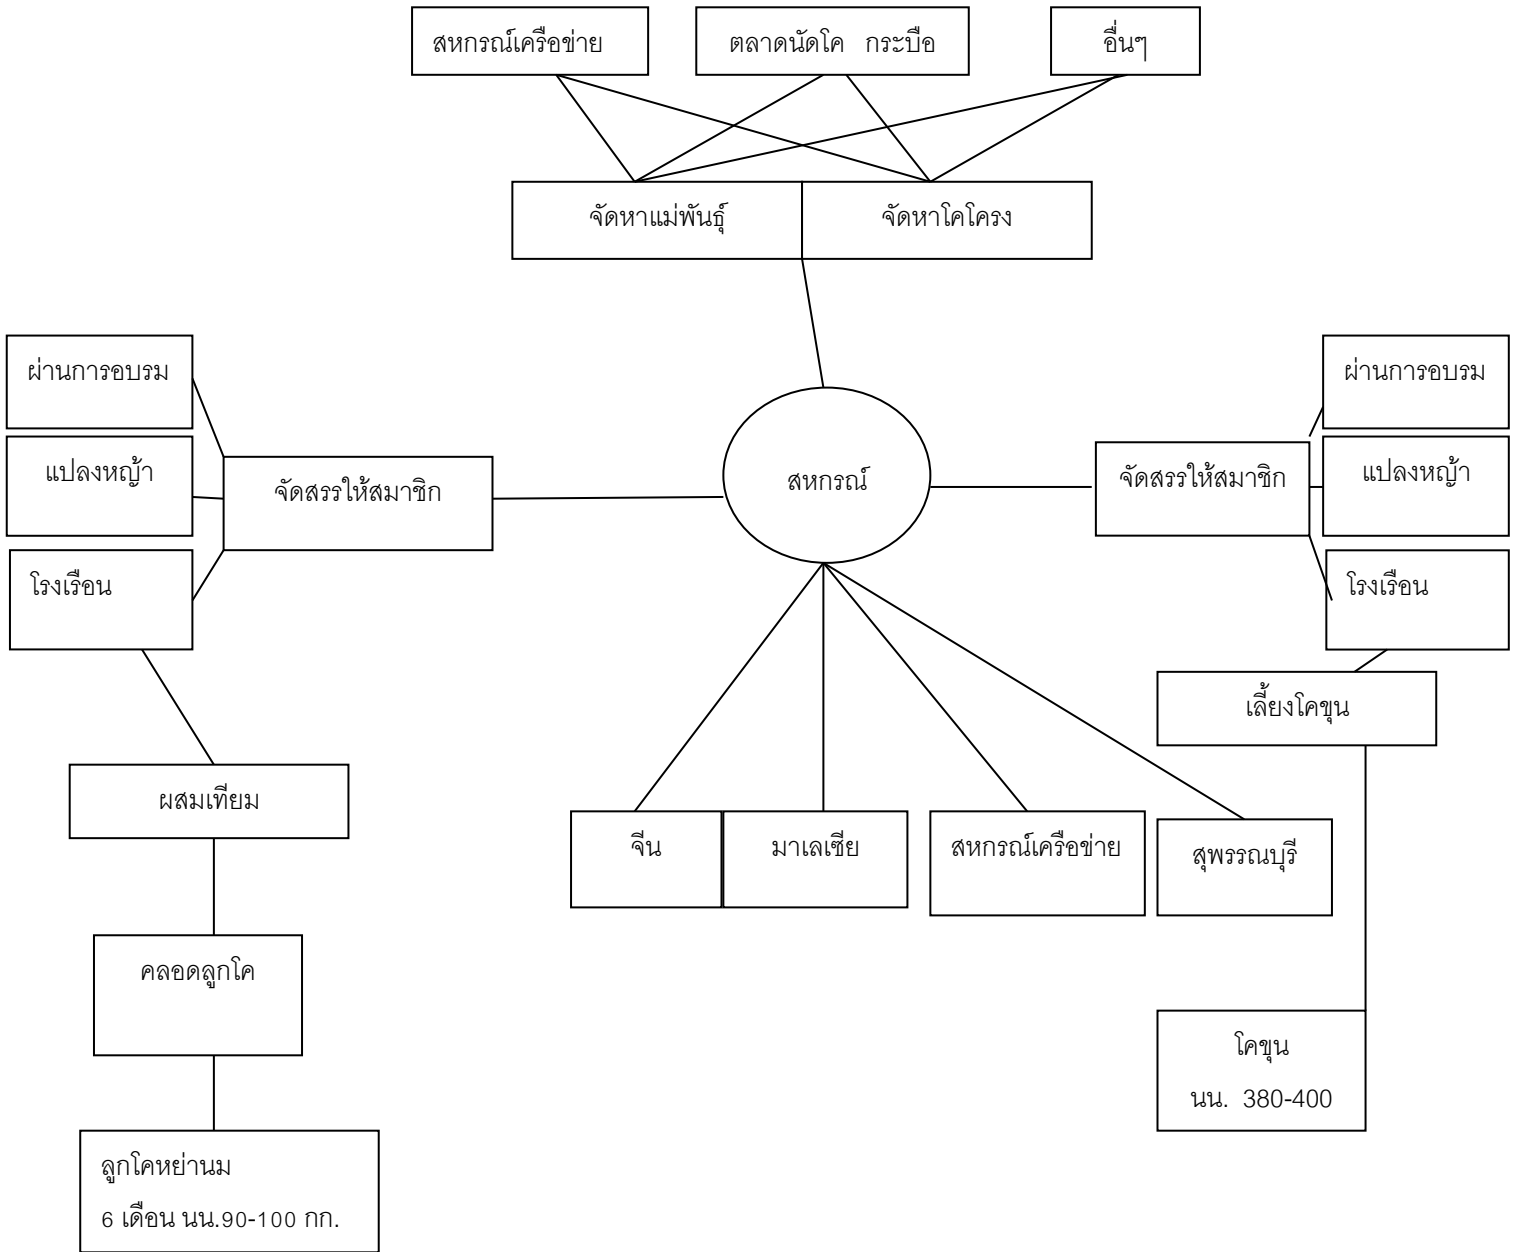 สหกรณ์เครือข่าย
ตลาดนัดโค กระบือ
อื่นๆ
จัดหาแม่พันธุ์
จัดหาโคโครง
ผ่านการอบรม
ผ่านการอบรม
แปลงหญ้า
จัดสรรให้สมาชิก
สหกรณ์
จัดสรรให้สมาชิก
แปลงหญ้า
โรงเรือน
โรงเรือน
เลี้ยงโคขุน
ผสมเทียม
จีน
มาเลเซีย
สหกรณ์เครือข่าย
สุพรรณบุรี
คลอดลูกโค
โคขุน
นน. 380-400
ลูกโคหย่านม
6 เดือน นน.90-100 กก.